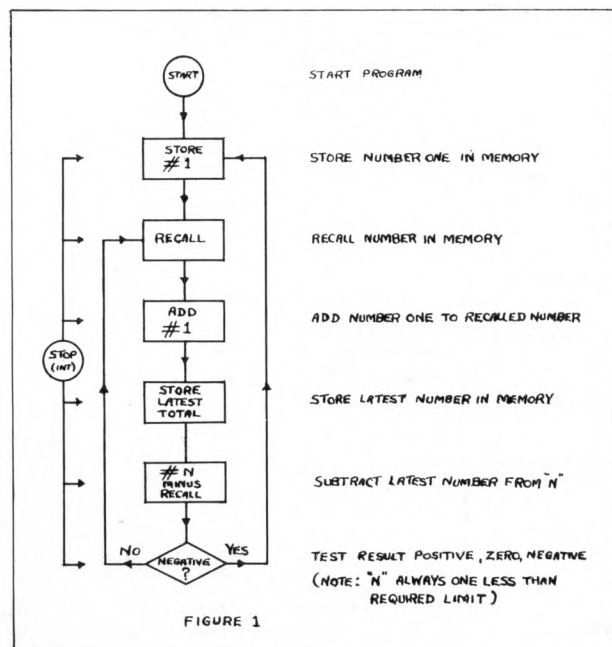 START
START PROGRAM
STORE
#1
STORE NUMBER ONE IN MEMORY
RECALL
RECALL NUMBER IN MEMORY
ADD
#1
ADD NUMBER ONE TO RECALLED NUMBER
STOP
(INT)
STORE
LATEST
TOTAL
STORE LATEST NUMBER IN MEMORY
#N
MINUS
RECALL
SUBTRACT LATEST NUMBER FROM "N"
NO
NEGATIVE
?
YES
TEST RESULT POSITIVE, ZERO, NEGATIVE
(NOTE: "N" ALWAYS ONE LESS THAN
REQUIRED LIMIT)
FIGURE 1